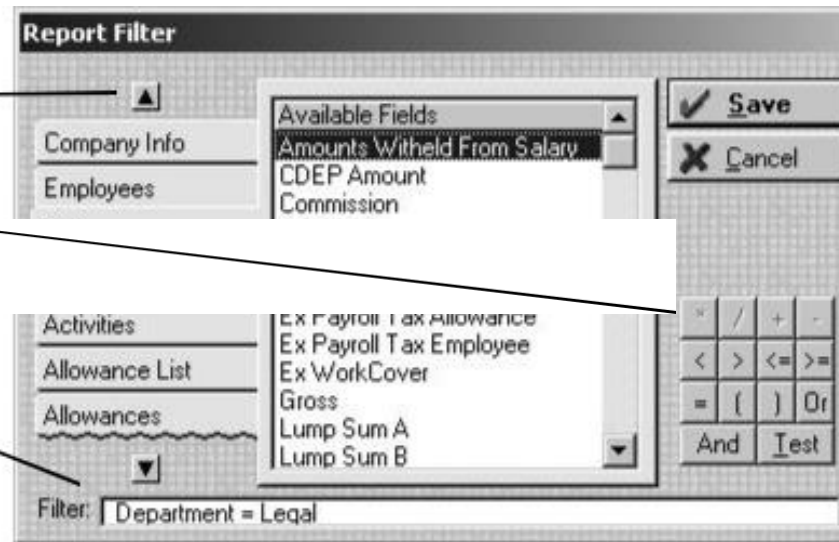 Report Filter
Company Info
Employees
Activities
Allowance List
Allowances
Available Fields
Amounts Witheld From Salary
CDEP Amount
Commission
Ex Payroll Tax Allowance
Ex Payroll Tax Employee
Ex WorkCover
Gross
Lump Sum A
Lump Sum B
Save
Cancel
* / + -
< > <= >=
= ( ) Or
And Test
Filter: Department = Legal